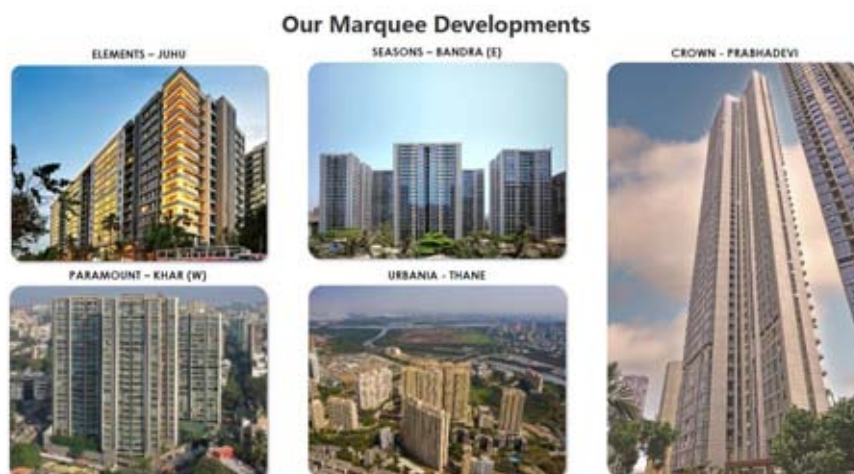 Our Marquee Developments
ELEMENTS – JUHU
SEASONS – BANDRA (E)
CROWN - PRABHADEVI
PARAMOUNT – KHAR (W)
URBANIA - THANE